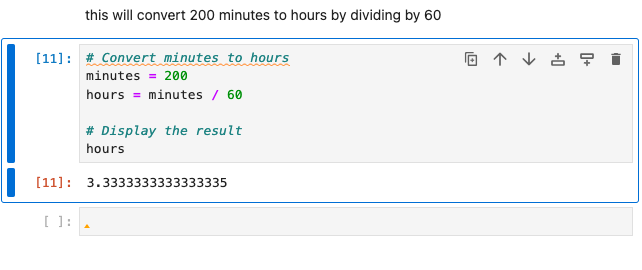 this will convert 200 minutes to hours by dividing by 60
[11]: # Convert minutes to hours
minutes = 200
hours = minutes / 60
# Display the result
hours
[11]: 3.3333333333333335
[ ]: